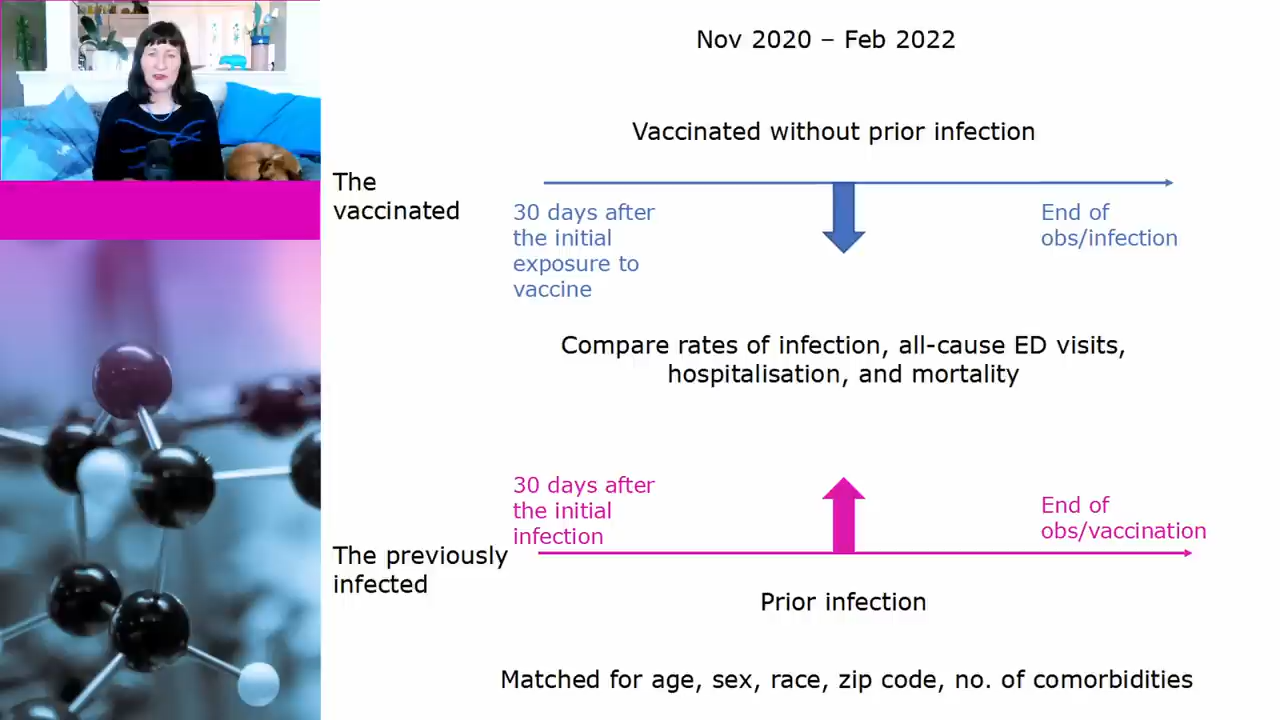 Nov 2020 – Feb 2022
Vaccinated without prior infection
The
vaccinated
30 days after
the initial
exposure to
vaccine
End of
obs/infection
Compare rates of infection, all-cause ED visits,
hospitalisation, and mortality
30 days after
the initial
infection
End of
obs/vaccination
The previously
infected
Prior infection
Matched for age, sex, race, zip code, no. of comorbidities